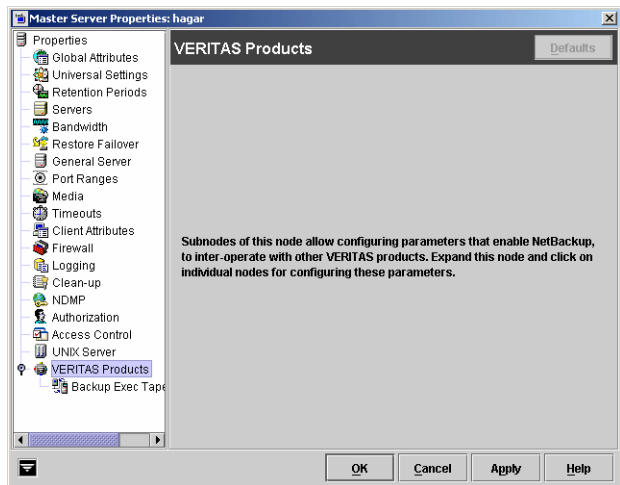 Master Server Properties: hagar
Properties
Global Attributes
Universal Settings
Retention Periods
Servers
Bandwidth
Restore Failover
General Server
Port Ranges
Media
Timeouts
Client Attributes
Firewall
Logging
Clean-up
NDMP
Authorization
Access Control
UNIX Server
VERITAS Products
Backup Exec Tape
VERITAS Products
Defaults
Subnodes of this node allow configuring parameters that enable NetBackup,
to inter-operate with other VERITAS products. Expand this node and click on
individual nodes for configuring these parameters.
OK
Cancel
Apply
Help